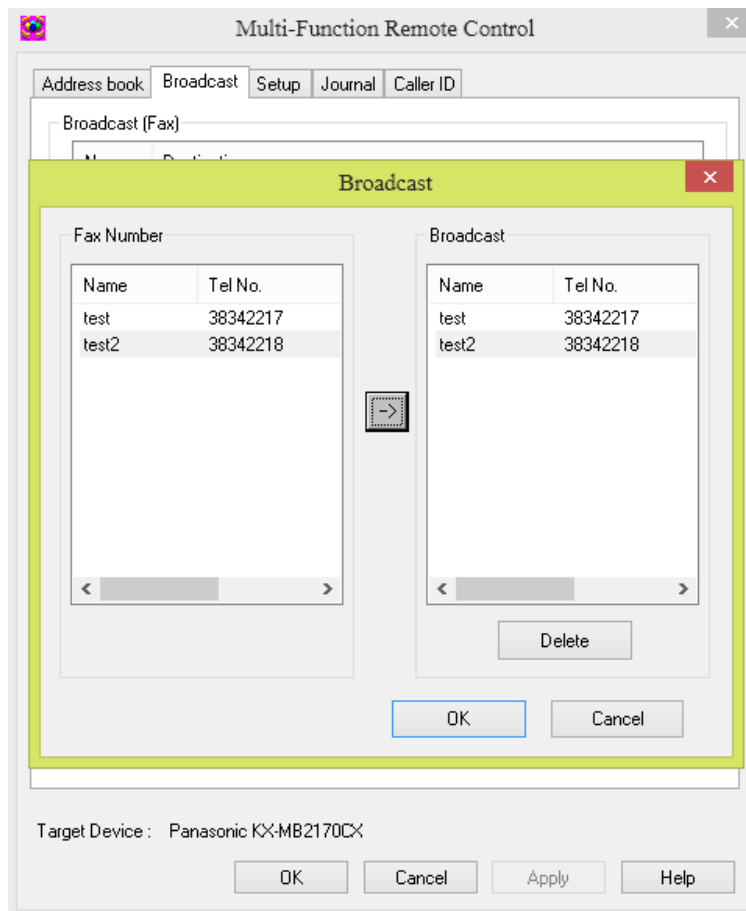 Multi-Function Remote Control
Address book Broadcast Setup Journal Caller ID
Broadcast (Fax)
Broadcast
Fax Number
Name Tel No.
test 38342217
test2 38342218
->
Broadcast
Name Tel No.
test 38342217
test2 38342218
Delete
OK Cancel
Target Device : Panasonic KX-MB2170CX
OK Cancel Apply Help